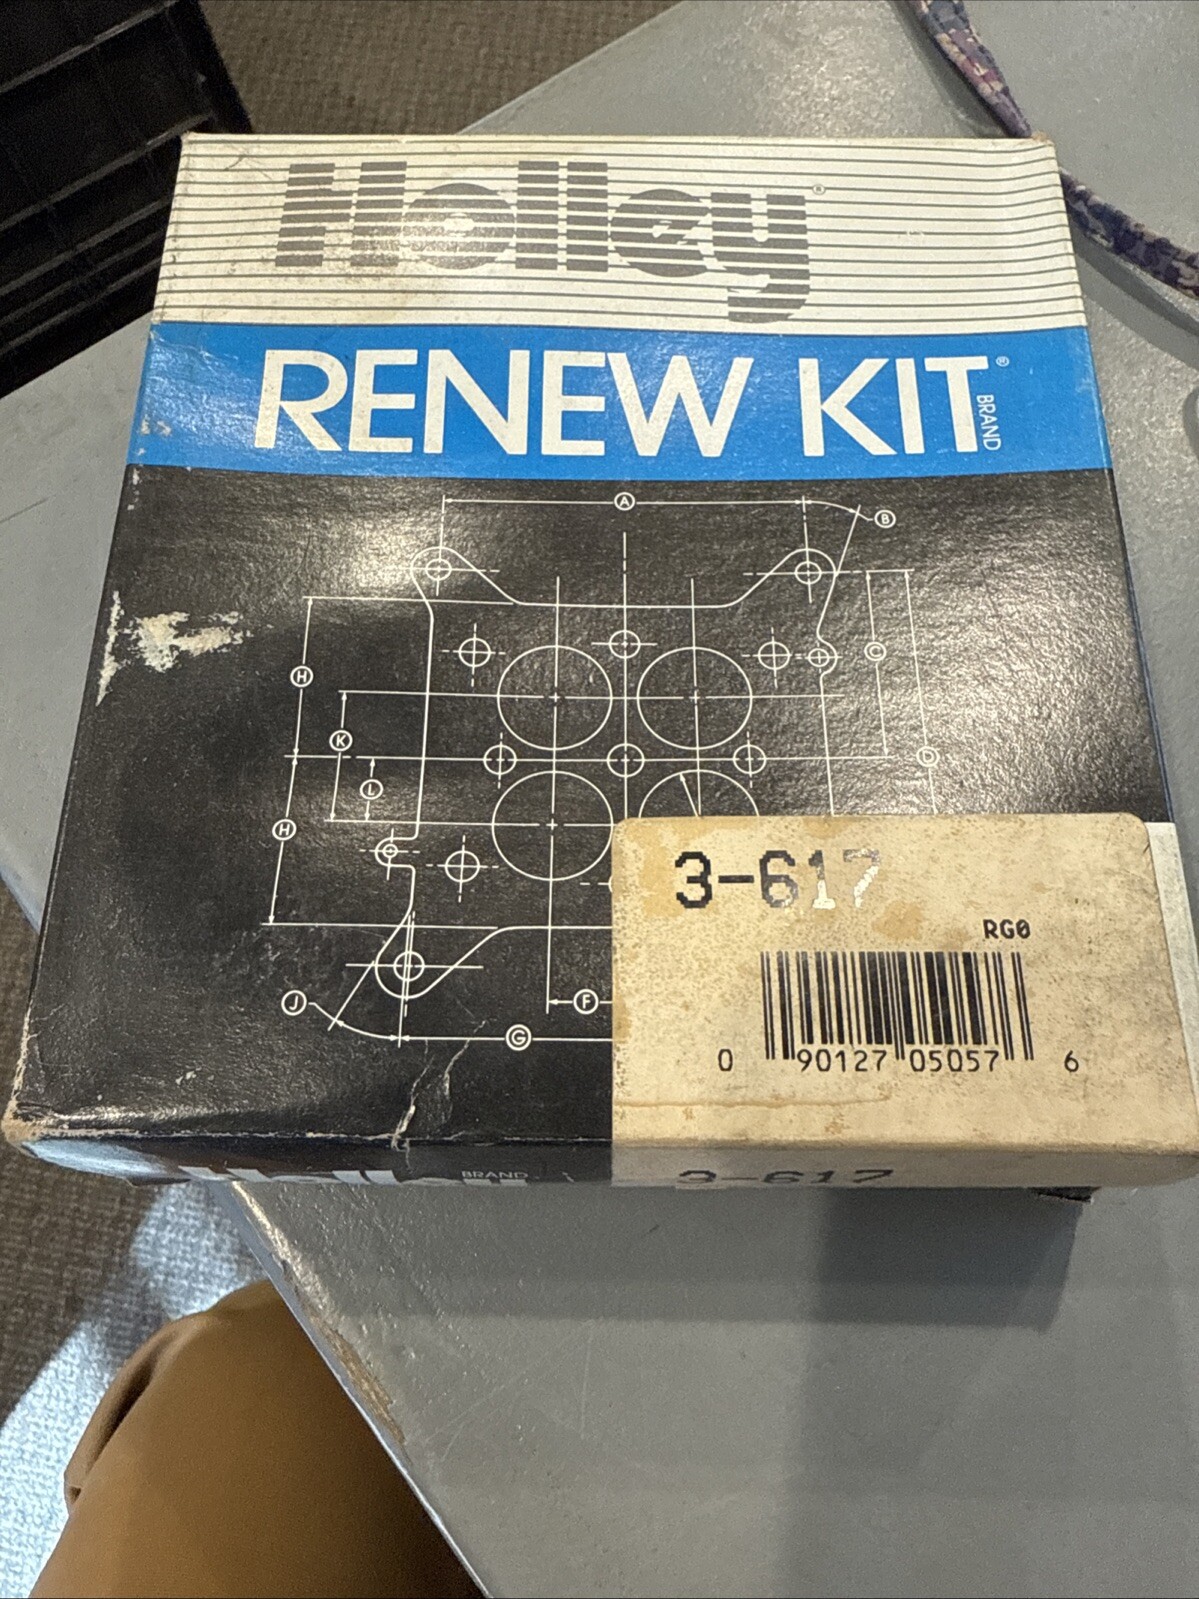 Holley®
RENEW KIT®
BRAND
A
B
H
C
K
D
L
H
J
F
G
3-617
RG0
0 90127 05057 6
BRAND
3-617